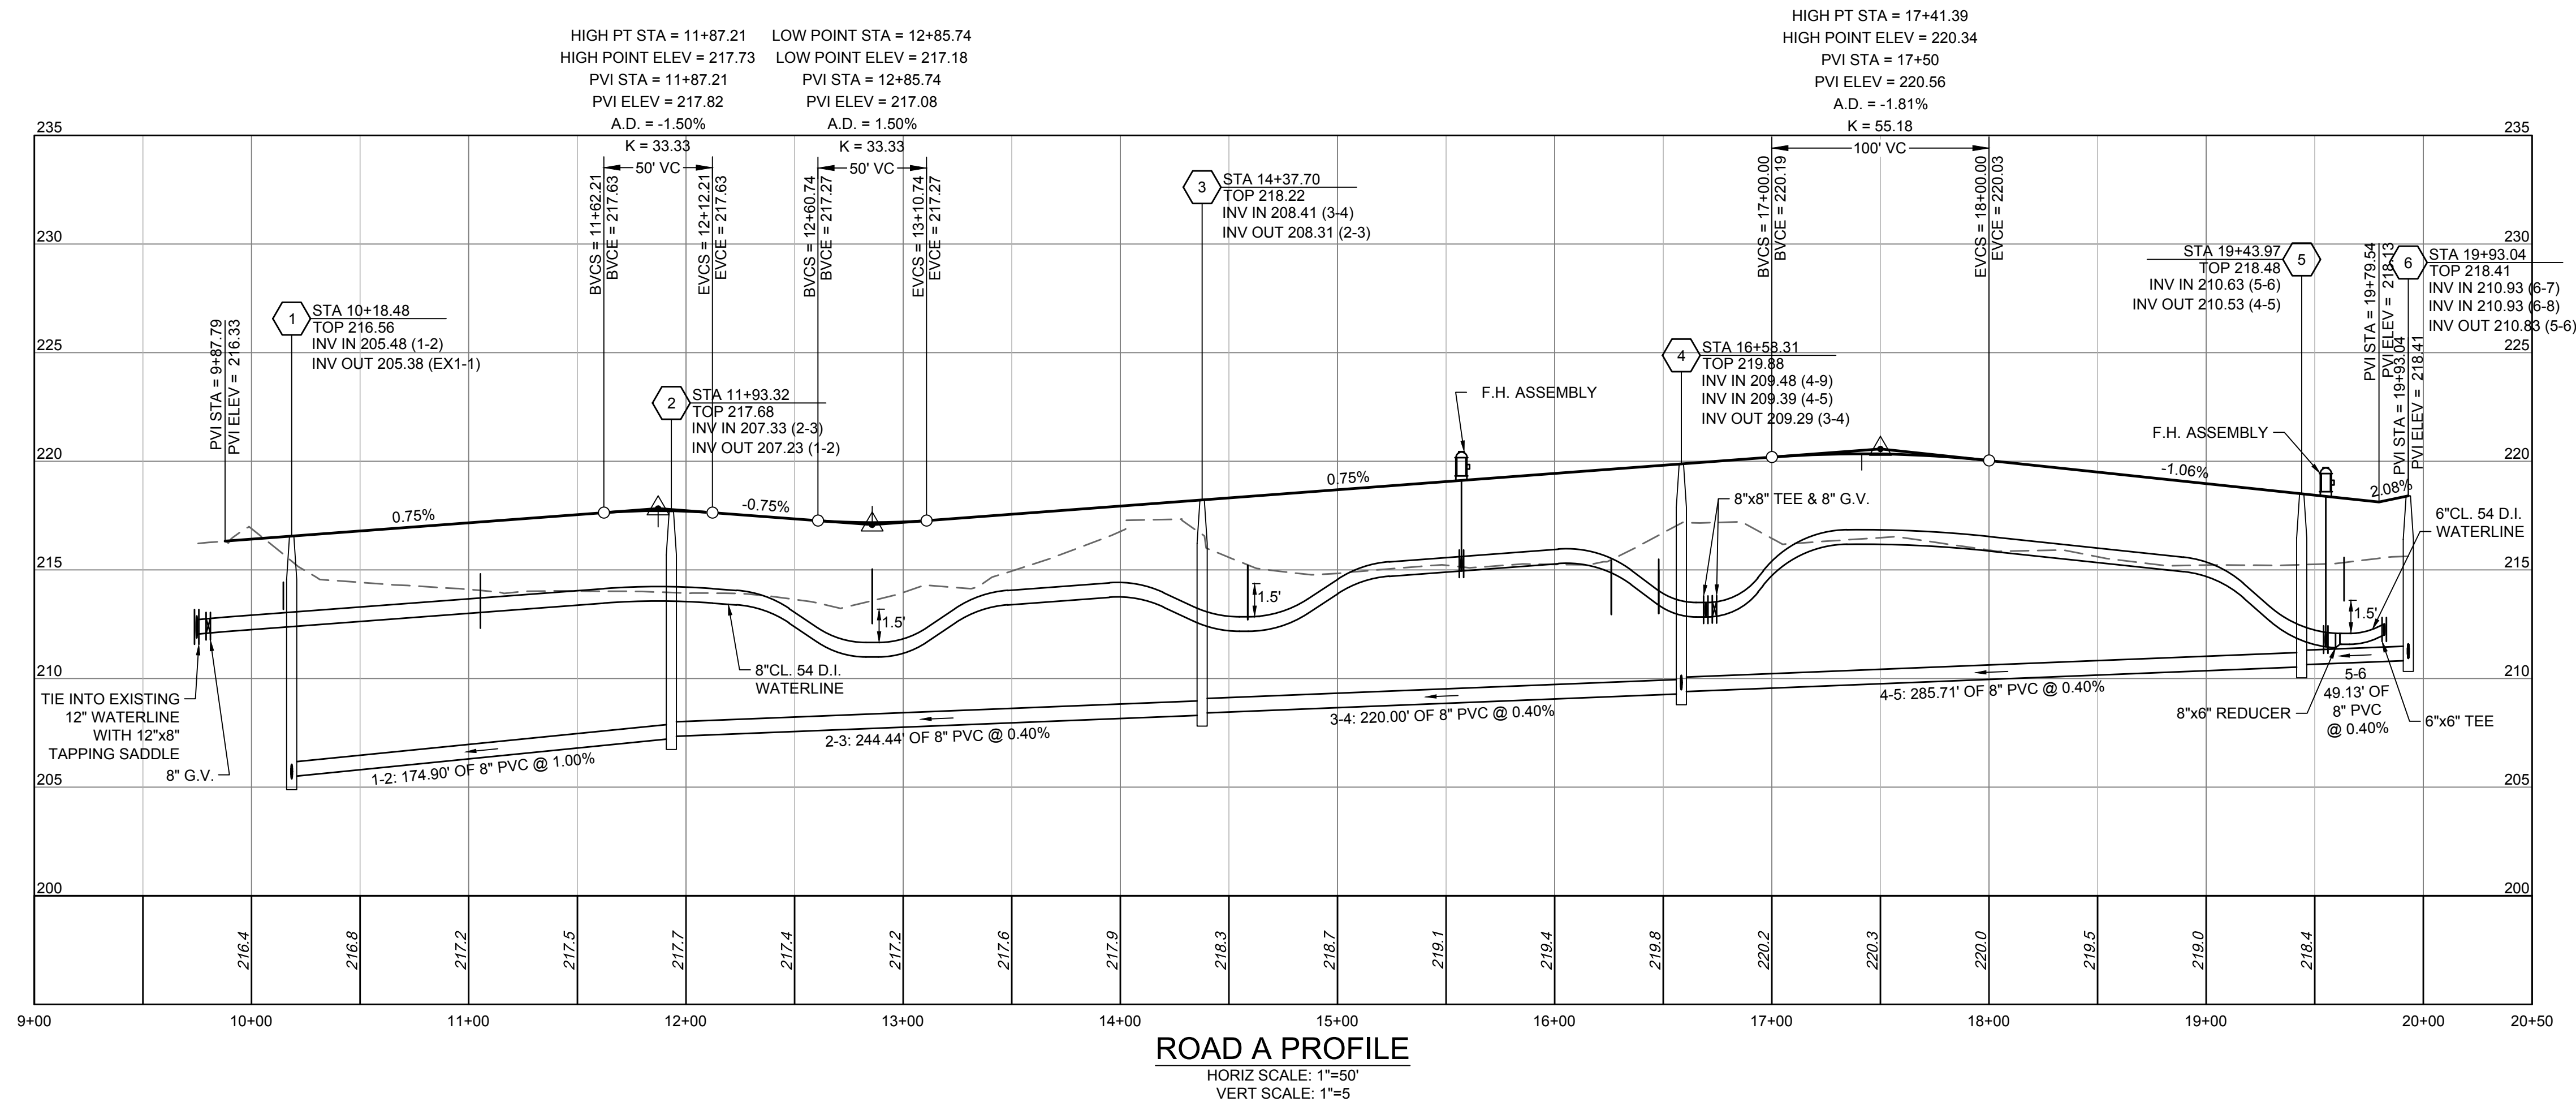 HIGH PT STA = 11+87.21
HIGH POINT ELEV = 217.73
PVI STA = 11+87.21
PVI ELEV = 217.82
A.D. = -1.50%
K = 33.33
50' VC
LOW POINT STA = 12+85.74
LOW POINT ELEV = 217.18
PVI STA = 12+85.74
PVI ELEV = 217.08
A.D. = 1.50%
K = 33.33
50' VC
HIGH PT STA = 17+41.39
HIGH POINT ELEV = 220.34
PVI STA = 17+50
PVI ELEV = 220.56
A.D. = -1.81%
K = 55.18
100' VC
235
230
225
220
215
210
205
200
235
230
225
220
215
210
205
200
PVI STA = 9+87.79
PVI ELEV = 216.33
1
STA 10+18.48
TOP 216.56
INV IN 205.48 (1-2)
INV OUT 205.38 (EX1-1)
BVCS = 11+62.21
BVCE = 217.63
EVCS = 12+12.21
EVCE = 217.63
2
STA 11+93.32
TOP 217.68
INV IN 207.33 (2-3)
INV OUT 207.23 (1-2)
BVCS = 12+60.74
BVCE = 217.27
EVCS = 13+10.74
EVCE = 217.27
3
STA 14+37.70
TOP 218.22
INV IN 208.41 (3-4)
INV OUT 208.31 (2-3)
F.H. ASSEMBLY
4
STA 16+58.31
TOP 219.88
INV IN 209.48 (4-9)
INV IN 209.39 (4-5)
INV OUT 209.29 (3-4)
BVCS = 17+00.00
BVCE = 220.19
EVCS = 18+00.00
EVCE = 220.03
5
STA 19+43.97
TOP 218.48
INV IN 210.63 (5-6)
INV OUT 210.53 (4-5)
PVI STA = 19+79.54
PVI ELEV = 218.13
PVI STA = 19+93.04
PVI ELEV = 218.41
6
STA 19+93.04
TOP 218.41
INV IN 210.93 (6-7)
INV IN 210.93 (6-8)
INV OUT 210.83 (5-6)
F.H. ASSEMBLY
0.75%
-0.75%
0.75%
-1.06%
2.08%
8"x8" TEE & 8" G.V.
6"CL. 54 D.I.
WATERLINE
1.5'
1.5'
1.5'
8"CL. 54 D.I.
WATERLINE
TIE INTO EXISTING
12" WATERLINE
WITH 12"x8"
TAPPING SADDLE
8" G.V.
1-2: 174.90' OF 8" PVC @ 1.00%
2-3: 244.44' OF 8" PVC @ 0.40%
3-4: 220.00' OF 8" PVC @ 0.40%
4-5: 285.71' OF 8" PVC @ 0.40%
5-6
49.13' OF
8" PVC
@ 0.40%
8"x6" REDUCER
6"x6" TEE
216.4
216.8
217.2
217.5
217.7
217.4
217.2
217.6
217.9
218.3
218.7
219.1
219.4
219.8
220.2
220.3
220.0
219.5
219.0
218.4
9+00
10+00
11+00
12+00
13+00
14+00
15+00
16+00
17+00
18+00
19+00
20+00
20+50
ROAD A PROFILE
HORIZ SCALE: 1"=50'
VERT SCALE: 1"=5